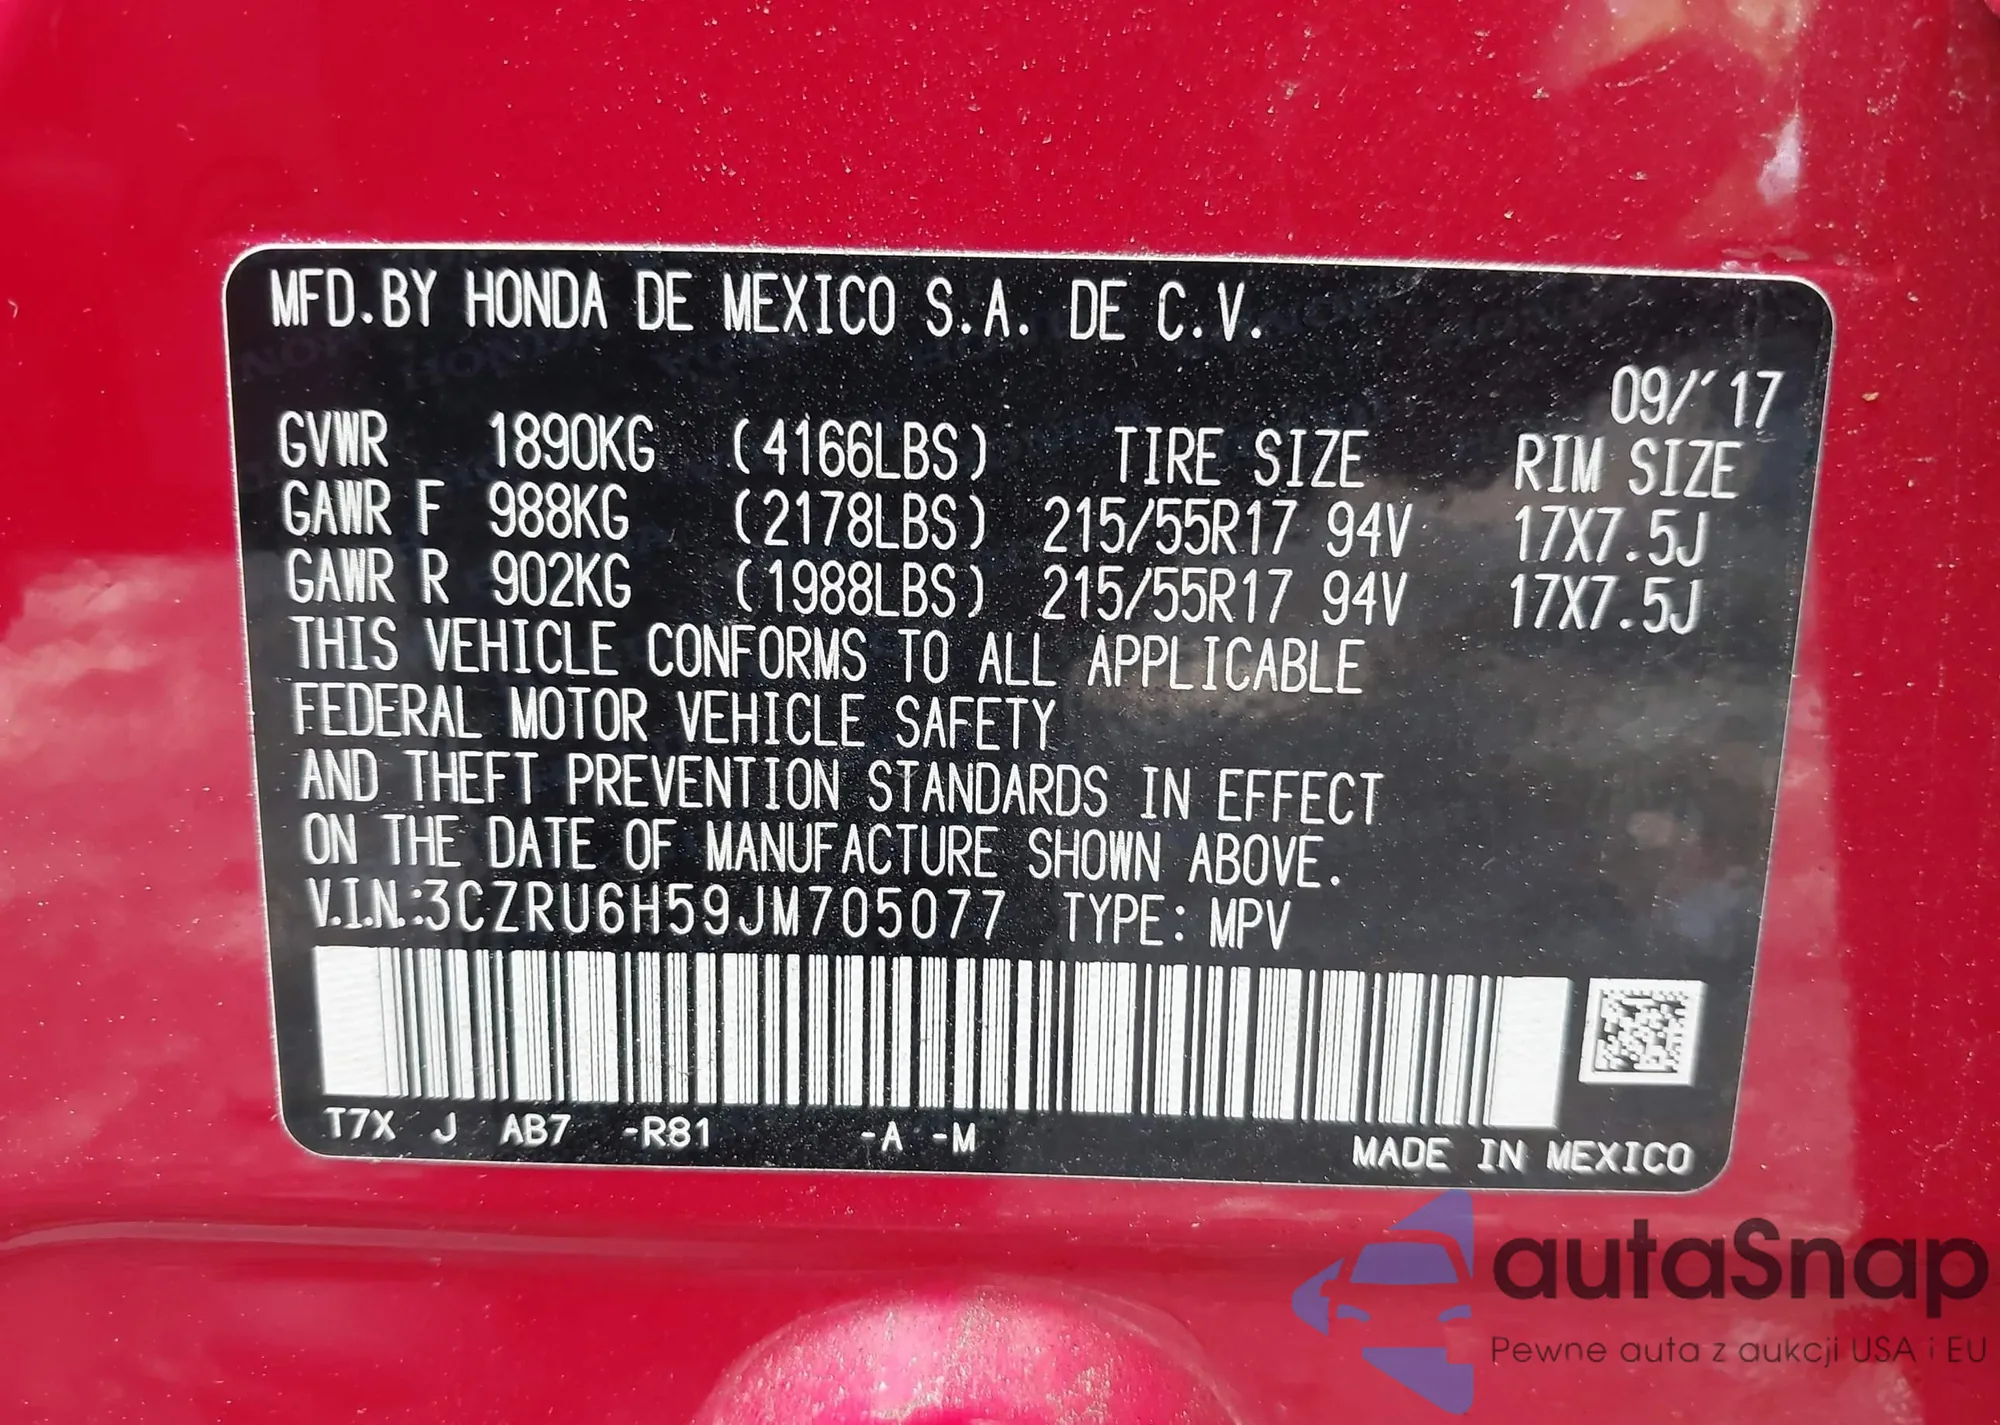 MFD.BY HONDA DE MEXICO S.A. DE C.V.
09/'17
GVWR 1890KG (4166LBS) TIRE SIZE RIM SIZE
GAWR F 988KG (2178LBS) 215/55R17 94V 17X7.5J
GAWR R 902KG (1988LBS) 215/55R17 94V 17X7.5J
THIS VEHICLE CONFORMS TO ALL APPLICABLE
FEDERAL MOTOR VEHICLE SAFETY
AND THEFT PREVENTION STANDARDS IN EFFECT
ON THE DATE OF MANUFACTURE SHOWN ABOVE.
V.I.N.:3CZRU6H59JM705077 TYPE: MPV
T7X J AB7 -R81 -A -M
MADE IN MEXICO
autaSnap
Pewne auta z aukcji USA i EU